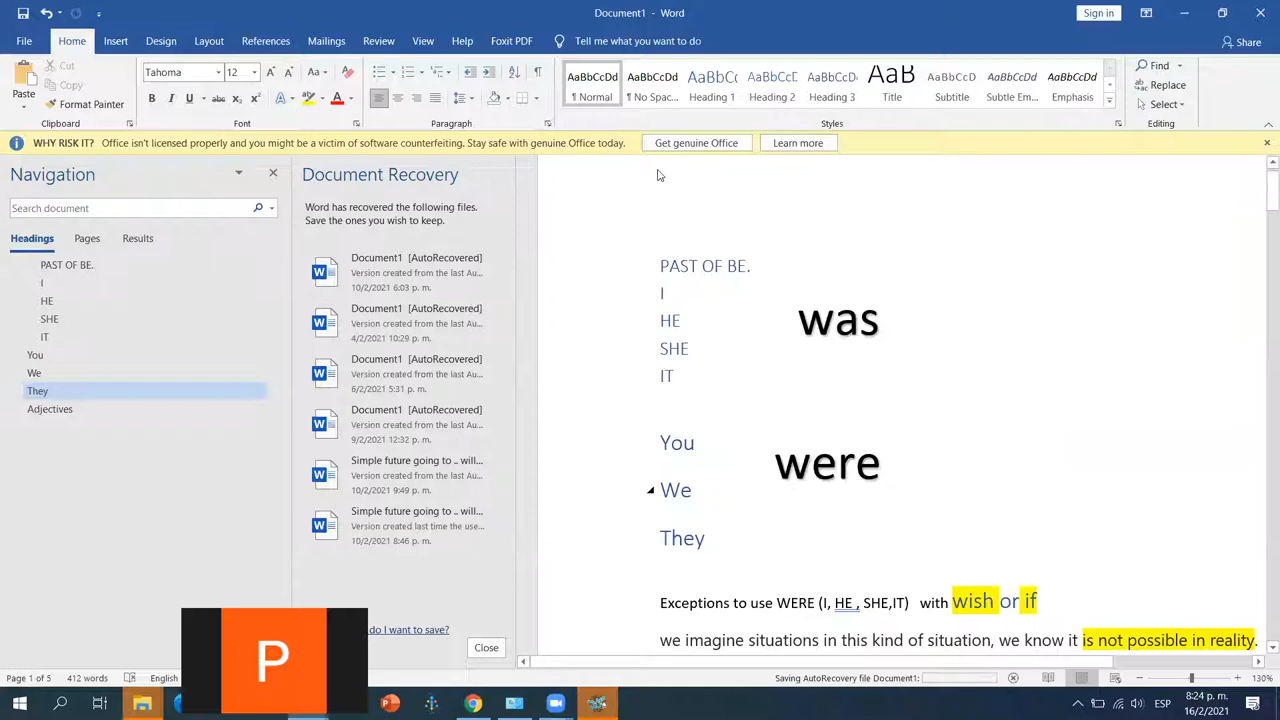 Document1 - Word
Sign in
File Home Insert Design Layout References Mailings Review View Help Foxit PDF Tell me what you want to do Share
Paste
Cut
Copy
Format Painter
Clipboard
Tahoma 12
Font
Paragraph
AaBbCcDd AaBbCcDd AaBbCc AaBbCcD AaBbCcD AaB AaBbCcD AaBbCcDd AaBbCcDd
¶ Normal ¶ No Spac... Heading 1 Heading 2 Heading 3 Title Subtitle Subtle Em... Emphasis
Styles
Find
Replace
Select
Editing
WHY RISK IT? Office isn't licensed properly and you might be a victim of software counterfeiting. Stay safe with genuine Office today. Get genuine Office Learn more
Navigation
Search document
Headings Pages Results
PAST OF BE.
I
HE
SHE
IT
You
We
They
Adjectives
Document Recovery
Word has recovered the following files.
Save the ones you wish to keep.
Document1 [AutoRecovered]
Version created from the last Au...
10/2/2021 6:03 p. m.
Document1 [AutoRecovered]
Version created from the last Au...
4/2/2021 10:29 p. m.
Document1 [AutoRecovered]
Version created from the last Au...
6/2/2021 5:31 p. m.
Document1 [AutoRecovered]
Version created from the last Au...
9/2/2021 12:32 p. m.
Simple future going to .. will...
Version created from the last Au...
10/2/2021 9:49 p. m.
Simple future going to .. will...
Version created last time the use...
10/2/2021 8:46 p. m.
do I want to save?
Close
PAST OF BE.
I
HE
was
SHE
IT
You
were
We
They
Exceptions to use WERE (I, HE , SHE,IT) with wish or if
we imagine situations in this kind of situation, we know it is not possible in reality.
P
Page 1 of 5 412 words English
Saving AutoRecovery file Document1:
130%
8:24 p. m.
16/2/2021